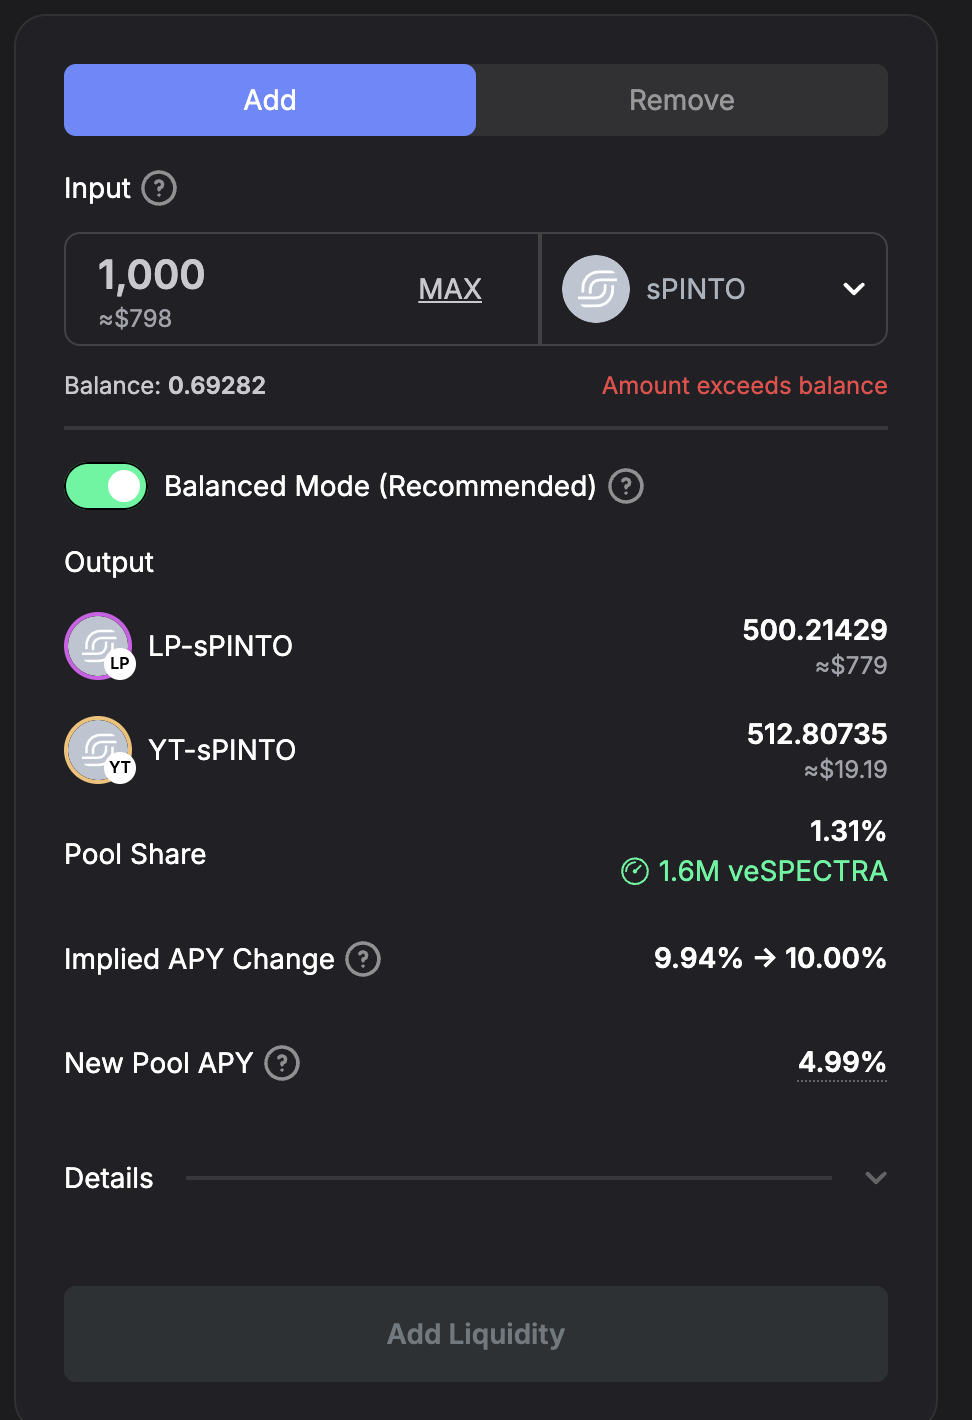 Add
Remove
Input ?
1,000
≈$798
MAX
sPINTO
Balance: 0.69282
Amount exceeds balance
Balanced Mode (Recommended) ?
Output
LP
LP-sPINTO
500.21429
≈$779
YT
YT-sPINTO
512.80735
≈$19.19
Pool Share
1.31%
1.6M veSPECTRA
Implied APY Change ?
9.94% → 10.00%
New Pool APY ?
4.99%
Details
Add Liquidity